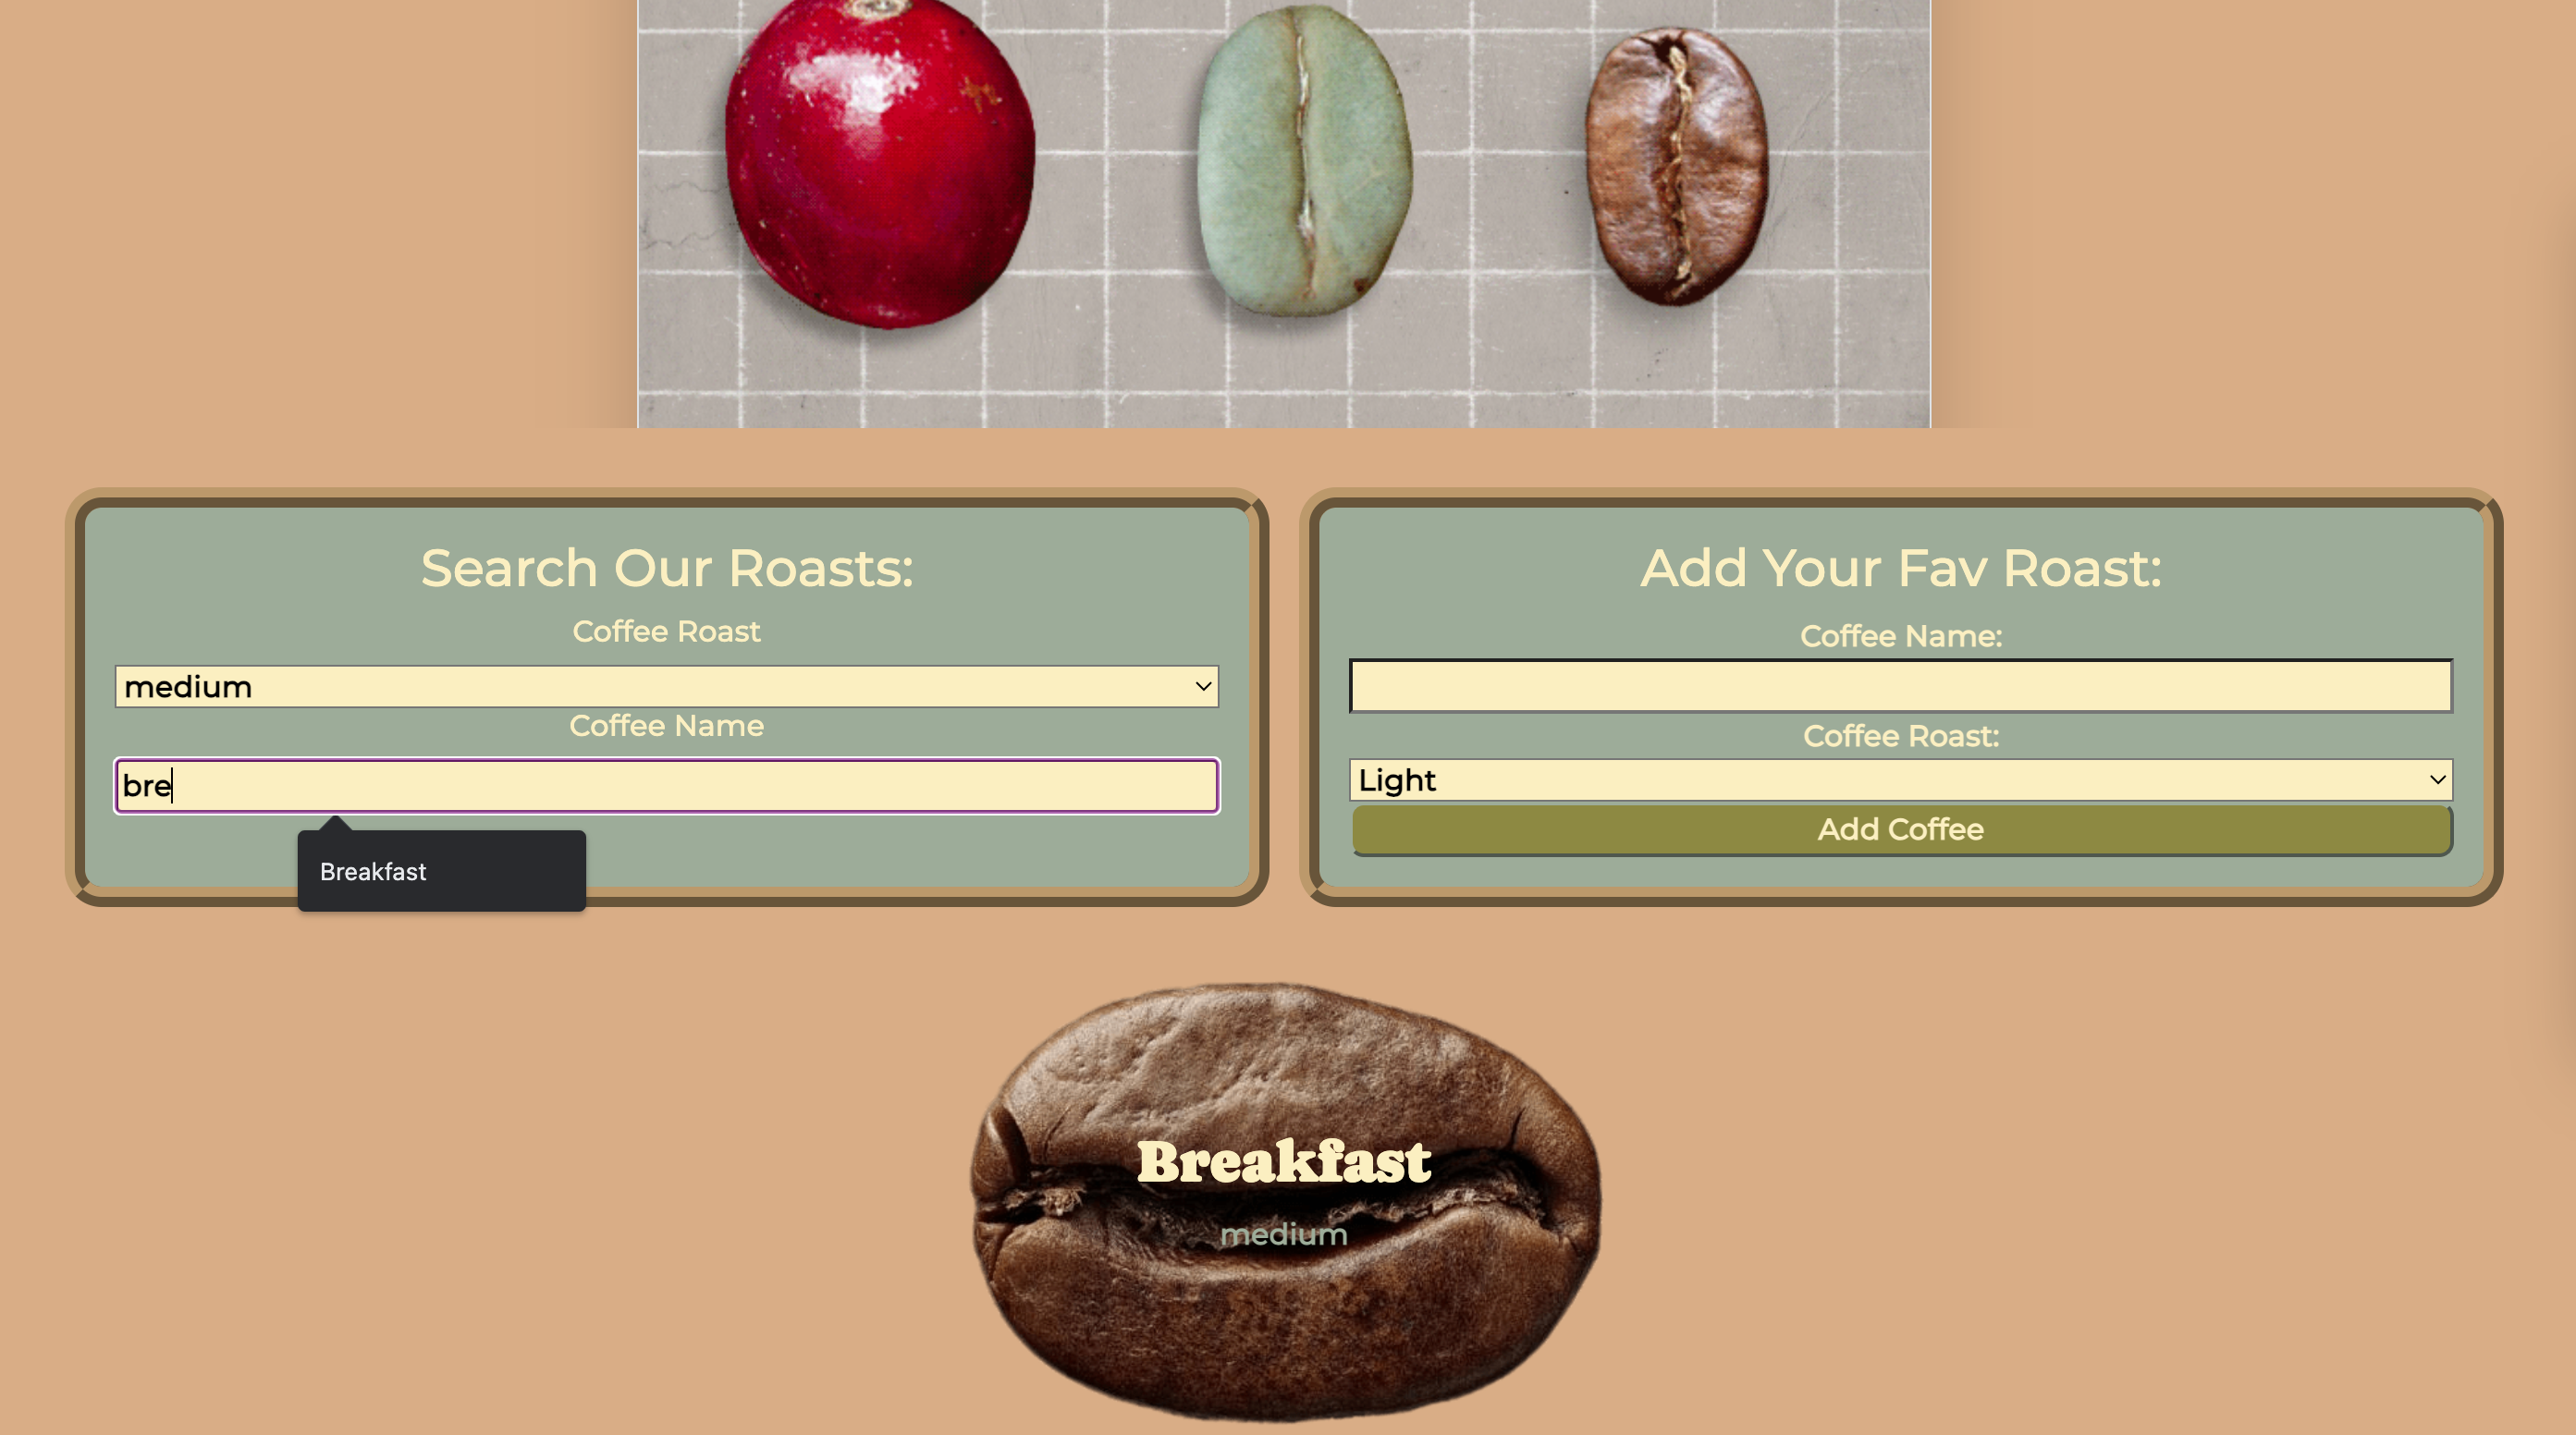 Search Our Roasts:
Coffee Roast
medium
Coffee Name
bre
Breakfast
Add Your Fav Roast:
Coffee Name:
Coffee Roast:
Light
Add Coffee
Breakfast
medium